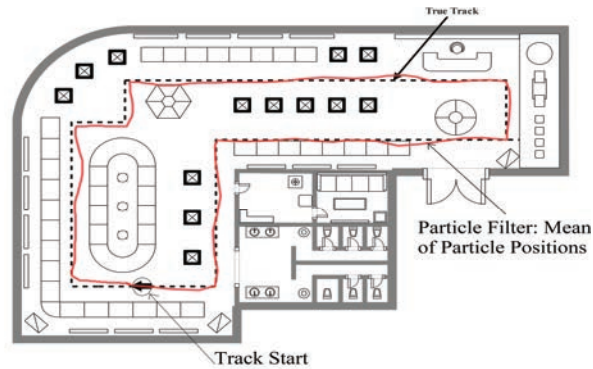 True Track
Particle Filter: Mean
of Particle Positions
Track Start